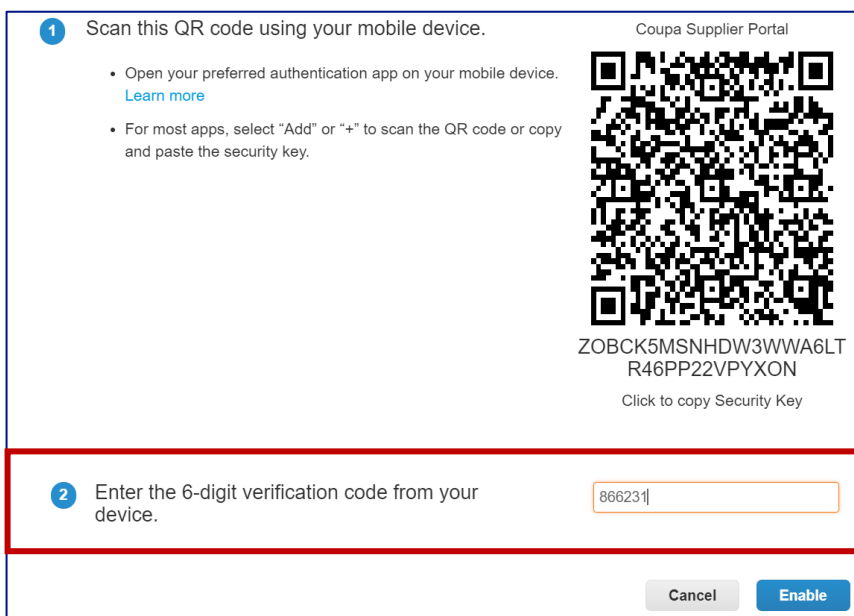 1 Scan this QR code using your mobile device.
• Open your preferred authentication app on your mobile device.
Learn more
• For most apps, select “Add” or “+” to scan the QR code or copy
and paste the security key.
Coupa Supplier Portal
ZOBCK5MSNHDW3WWA6LT
R46PP22VPYXON
Click to copy Security Key
2 Enter the 6-digit verification code from your
device.
866231
Cancel
Enable